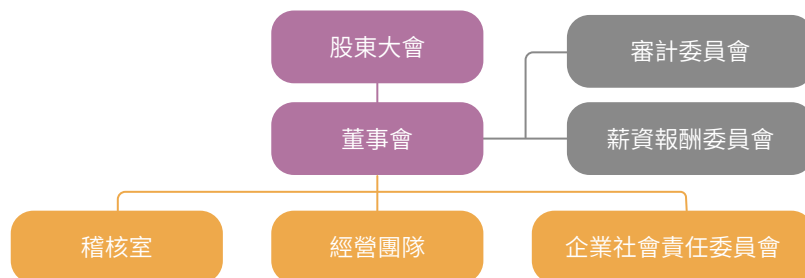 股東大會
審計委員會
董事會
薪資報酬委員會
稽核室
經營團隊
企業社會責任委員會